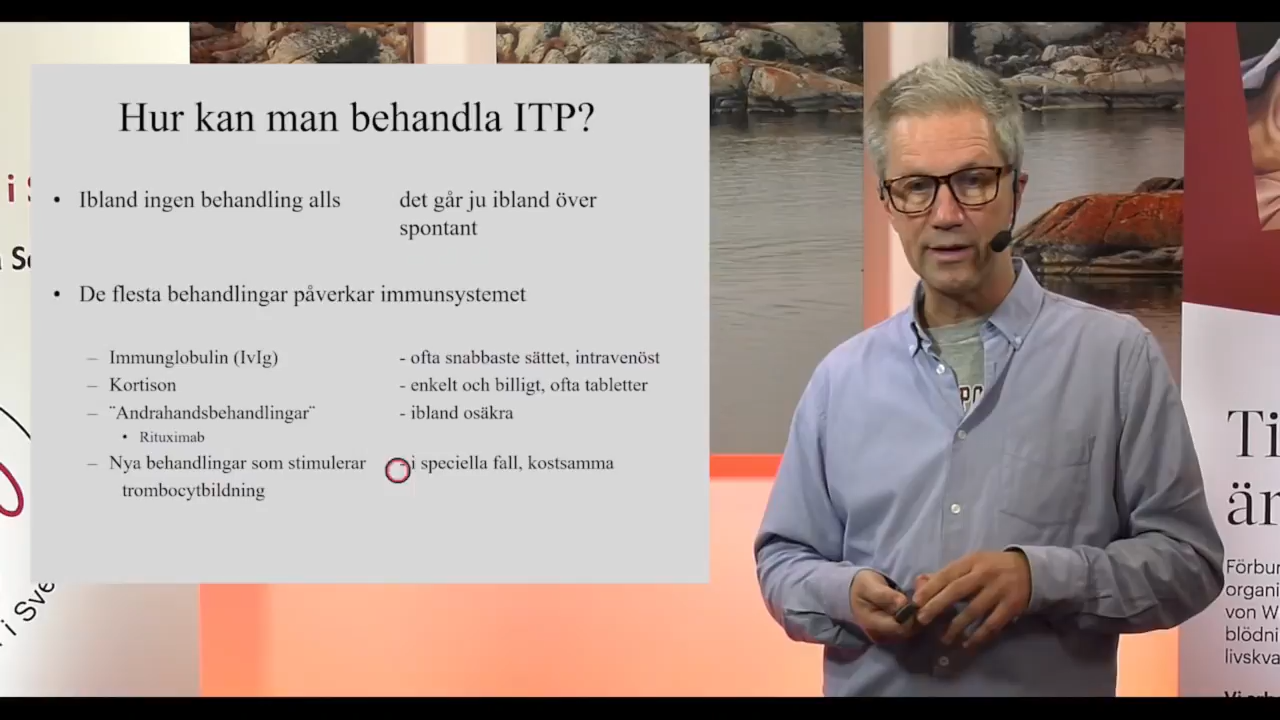 Hur kan man behandla ITP?
• Ibland ingen behandling alls det går ju ibland över
spontant
• De flesta behandlingar påverkar immunsystemet
– Immunglobulin (IvIg) - ofta snabbaste sättet, intravenöst
– Kortison - enkelt och billigt, ofta tabletter
– ¨Andrahandsbehandlingar¨ - ibland osäkra
• Rituximab
– Nya behandlingar som stimulerar - i speciella fall, kostsamma
trombocytbildning
i S
i Sve
Ti
är
Förbun
organi
von W
blödni
livskva